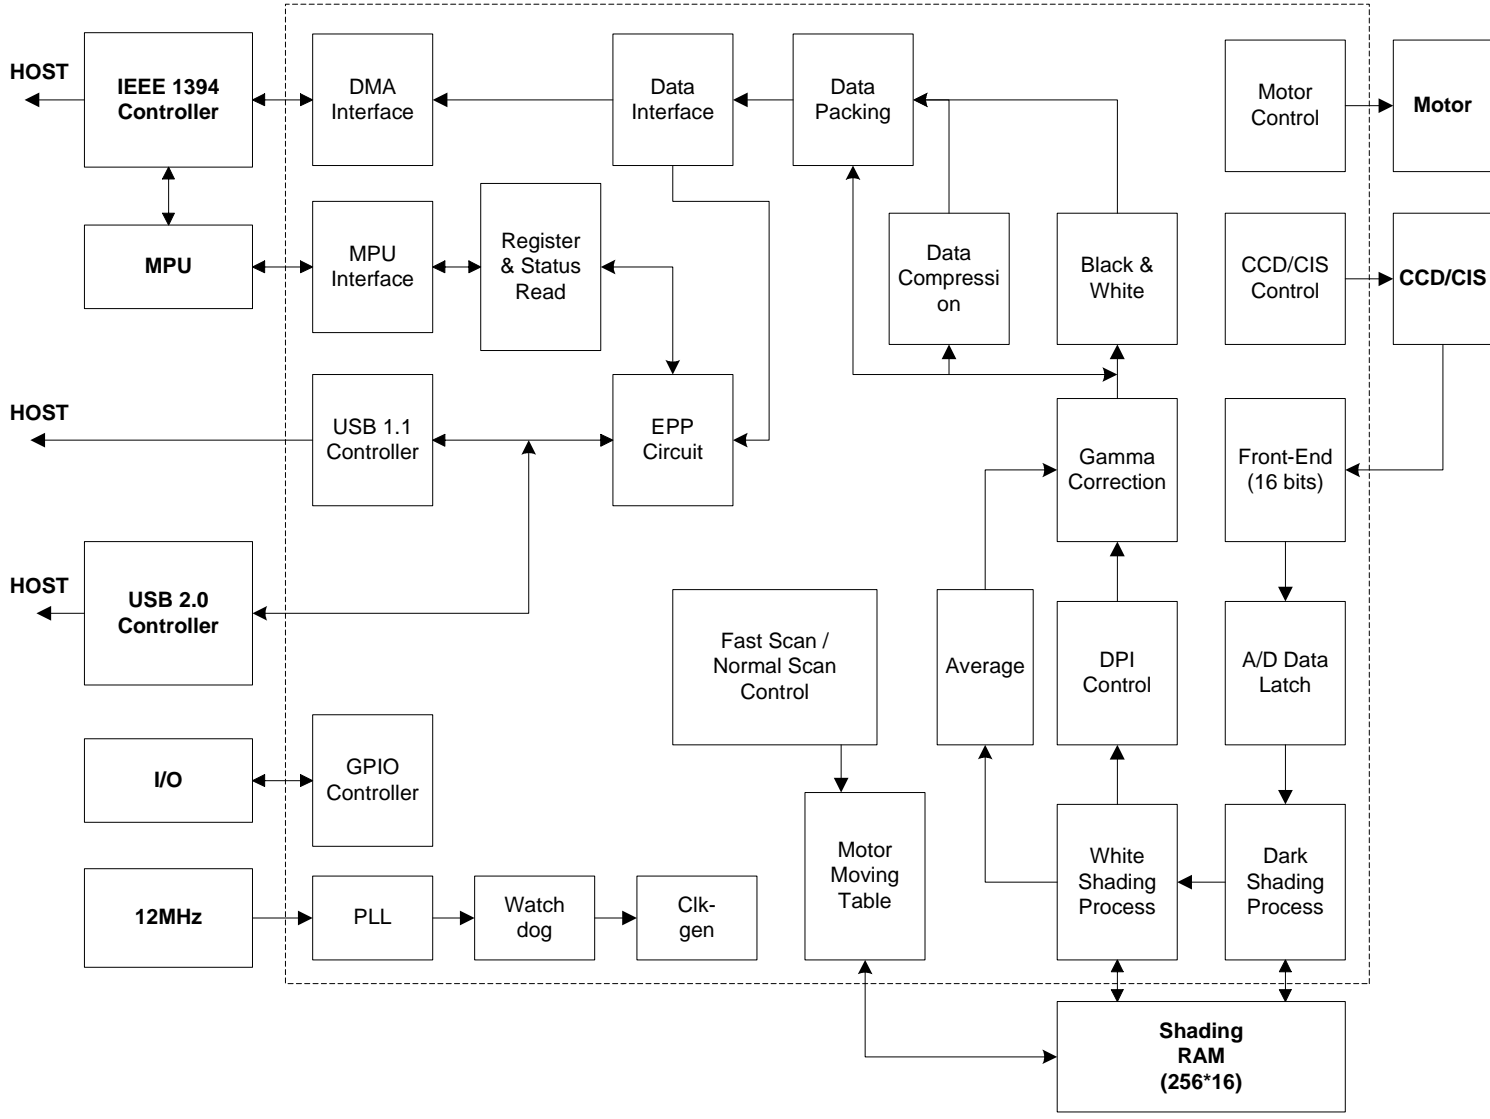 HOST
IEEE 1394
Controller
DMA
Interface
Data
Interface
Data
Packing
Motor
Control
Motor
MPU
MPU
Interface
Register
& Status
Read
Data
Compressi
on
Black &
White
CCD/CIS
Control
CCD/CIS
HOST
USB 1.1
Controller
EPP
Circuit
Gamma
Correction
Front-End
(16 bits)
HOST
USB 2.0
Controller
Fast Scan /
Normal Scan
Control
Average
DPI
Control
A/D Data
Latch
I/O
GPIO
Controller
Motor
Moving
Table
White
Shading
Process
Dark
Shading
Process
12MHz
PLL
Watch
dog
Clk-
gen
Shading
RAM
(256*16)